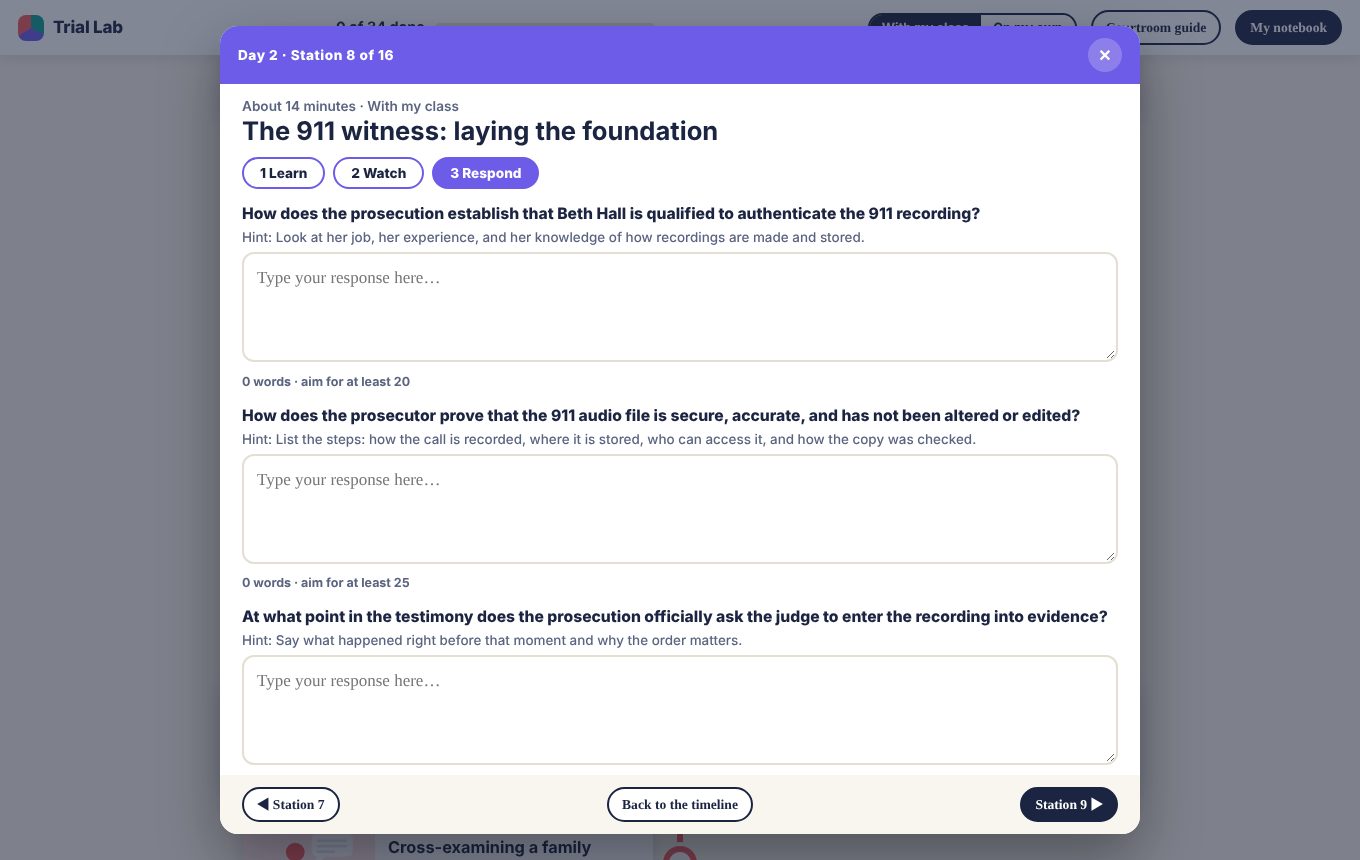 Trial Lab
My notebook
Day 2 · Station 8 of 16
×
About 14 minutes · With my class
The 911 witness: laying the foundation
1 Learn
2 Watch
3 Respond
How does the prosecution establish that Beth Hall is qualified to authenticate the 911 recording?
Hint: Look at her job, her experience, and her knowledge of how recordings are made and stored.
Type your response here…
0 words · aim for at least 20
How does the prosecutor prove that the 911 audio file is secure, accurate, and has not been altered or edited?
Hint: List the steps: how the call is recorded, where it is stored, who can access it, and how the copy was checked.
Type your response here…
0 words · aim for at least 25
At what point in the testimony does the prosecution officially ask the judge to enter the recording into evidence?
Hint: Say what happened right before that moment and why the order matters.
Type your response here…
◀ Station 7
Back to the timeline
Station 9 ▶
Cross-examining a family